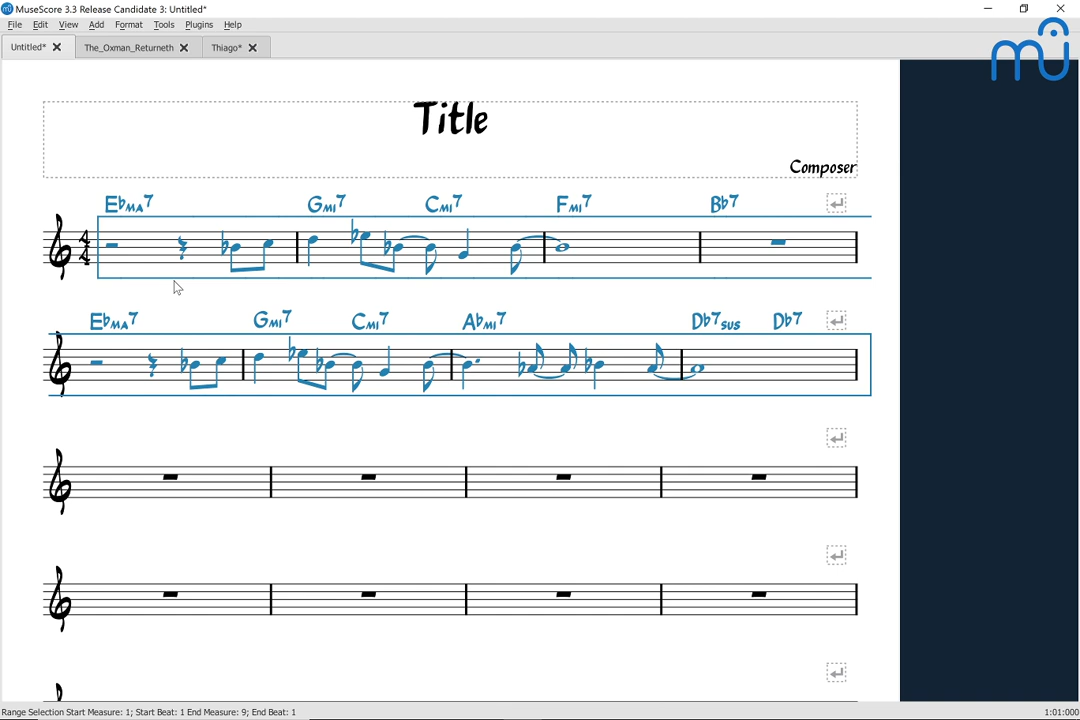 MuseScore 3.3 Release Candidate 3: Untitled*
File Edit View Add Format Tools Plugins Help
Untitled* The_Oxman_Returneth Thiago*
Title
Composer
E♭MA7 GMI7 CMI7 FMI7 B♭7
E♭MA7 GMI7 CMI7 A♭MI7 D♭7SUS D♭7
Range Selection Start Measure: 1; Start Beat: 1 End Measure: 9; End Beat: 1 1:01:000